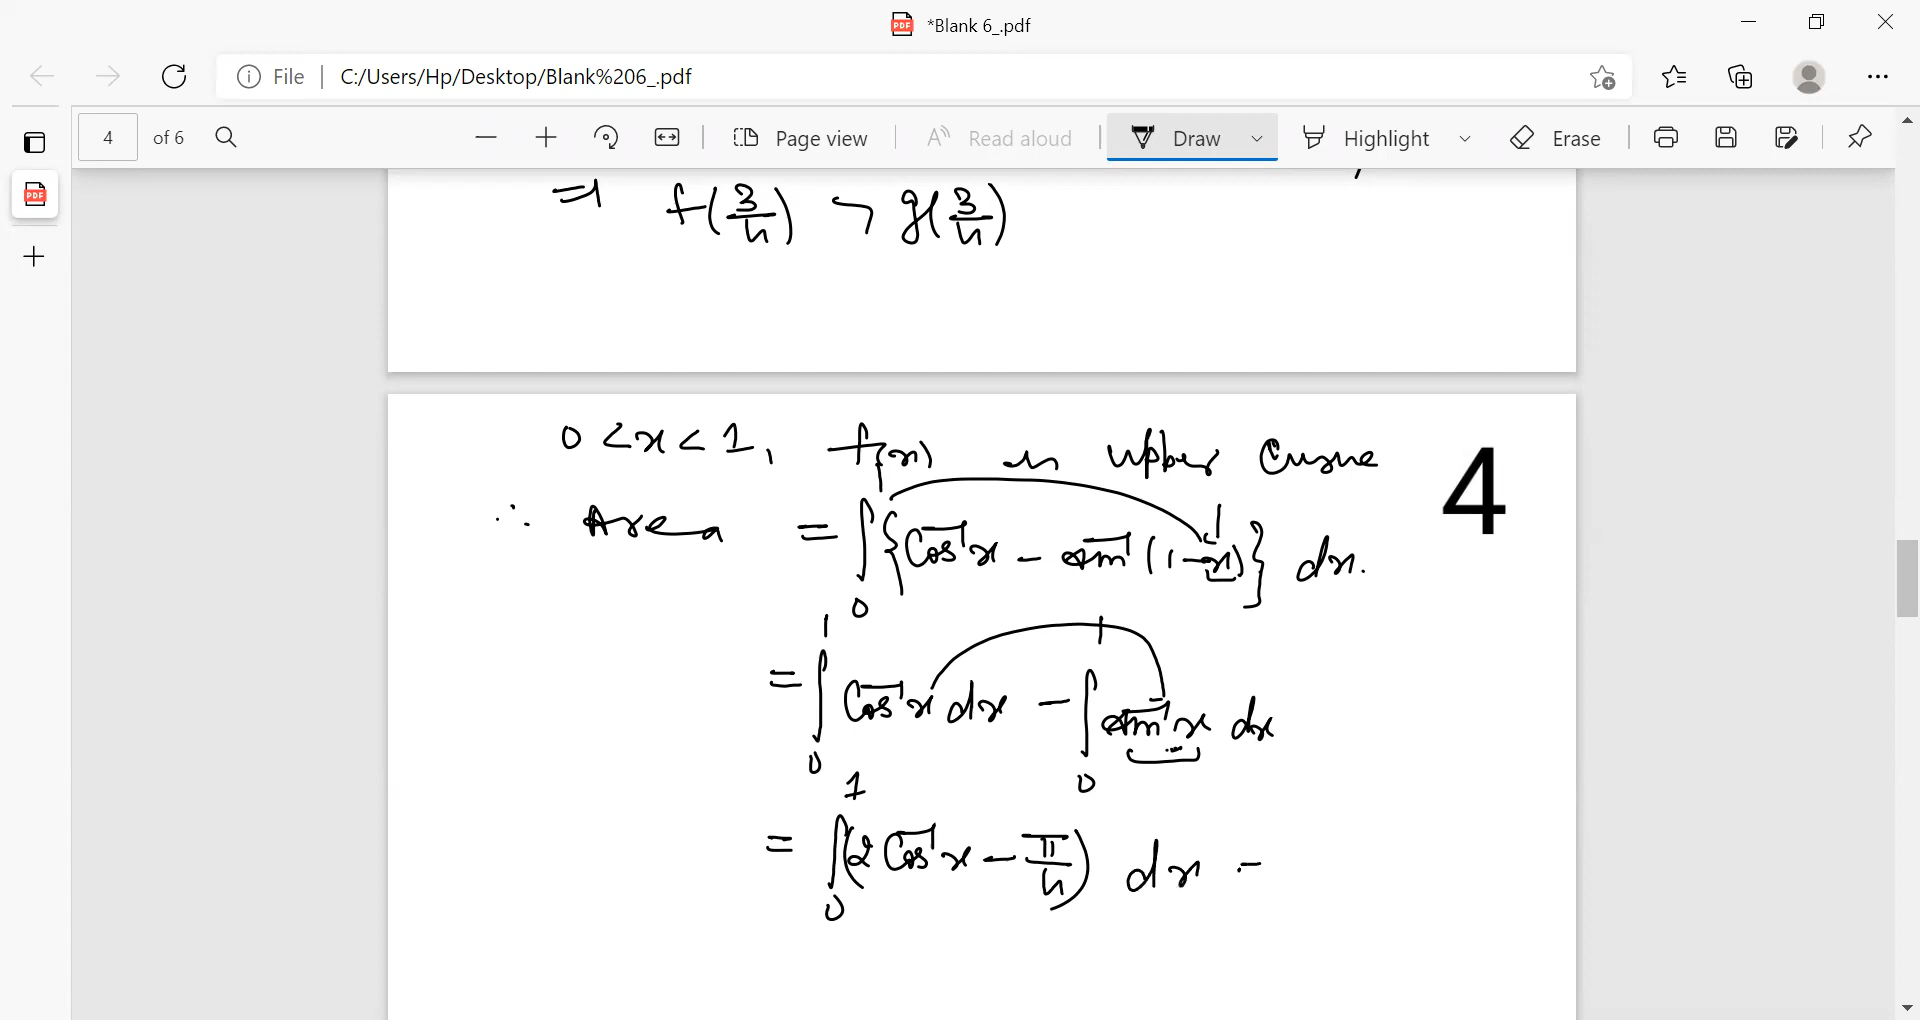 *Blank 6_.pdf
File | C:/Users/Hp/Desktop/Blank%206_.pdf
4 of 6 Page view Read aloud Draw Highlight Erase
⇒ f(3/4) > g(3/4)
0 < x < 1, f(x) is upper Curve
4
∴ Area = ∫₀¹ {Cos⁻¹x − sin⁻¹(1−x)} dx.
= ∫₀¹ Cos⁻¹x dx − ∫₀¹ sin⁻¹x dx
= ∫₀¹ (2 Cos⁻¹x − π/4) dx =